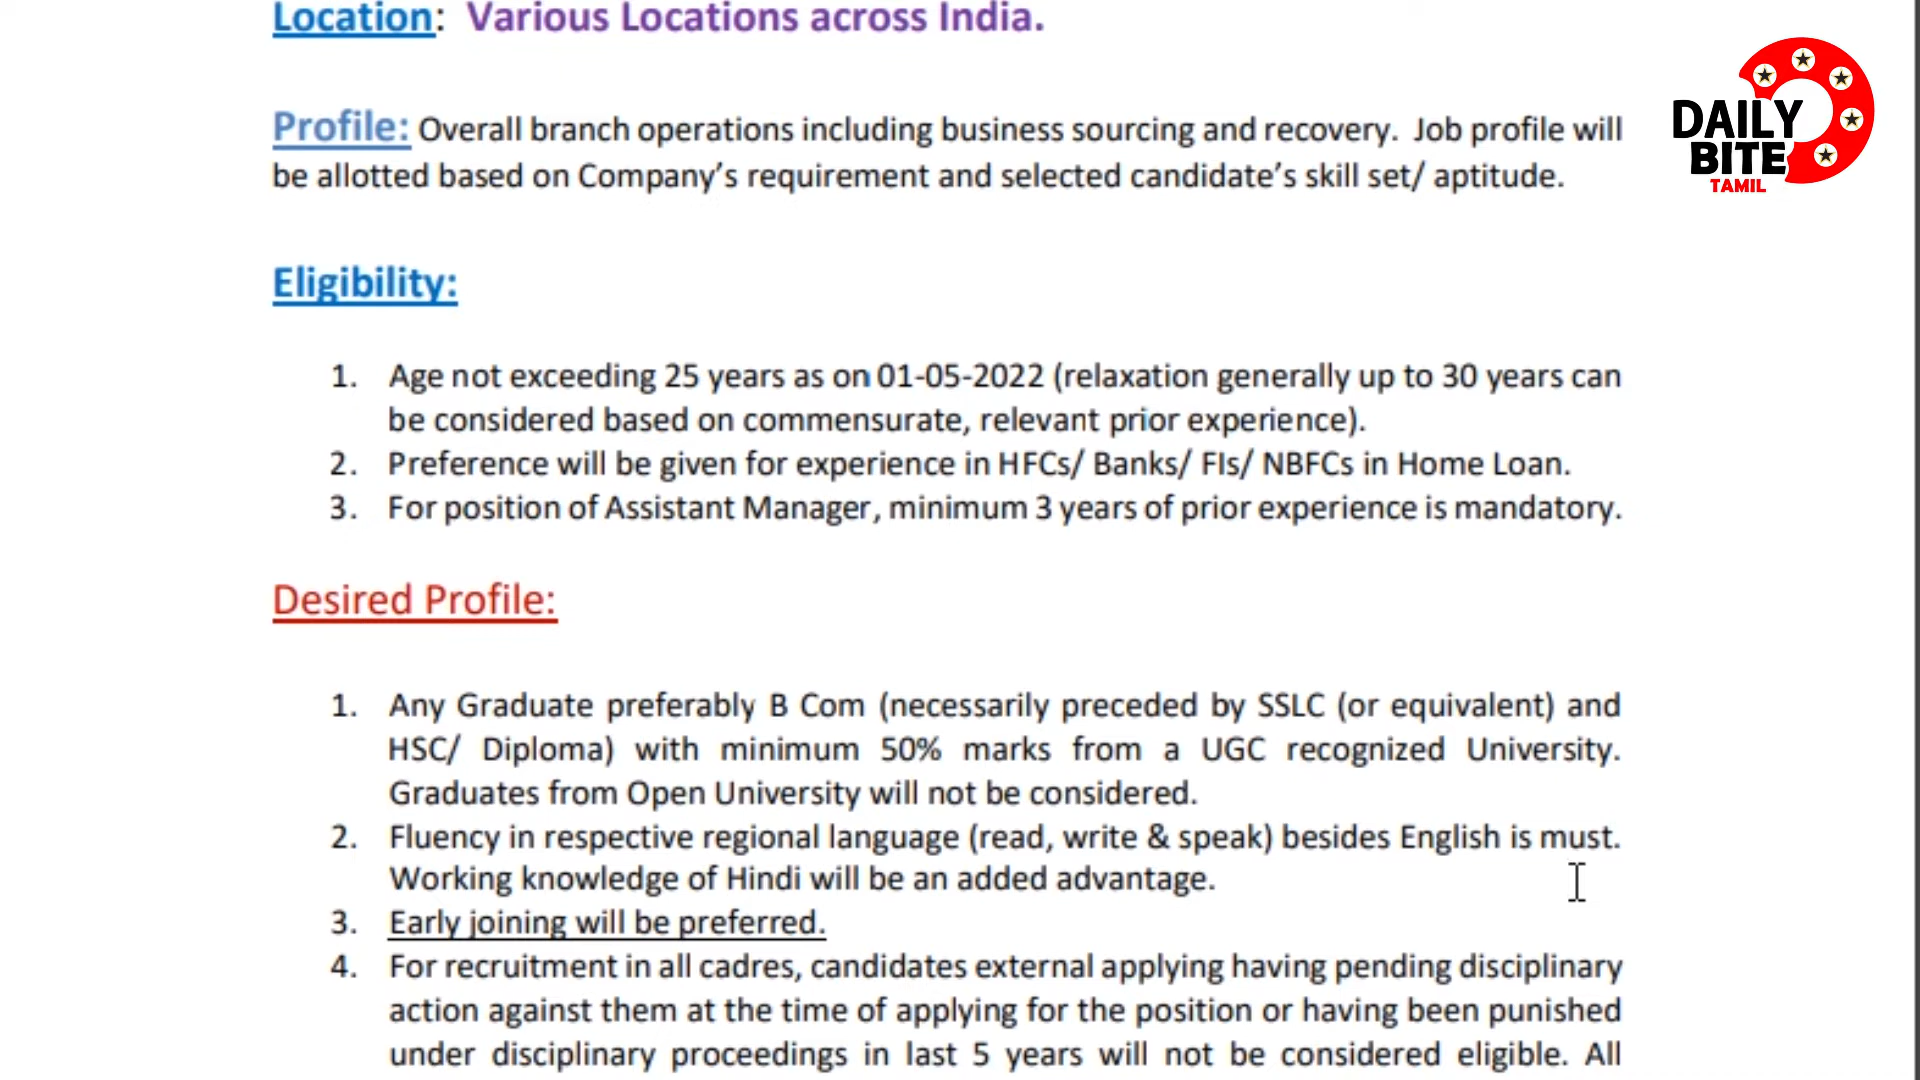 Location: Various Locations across India.
Profile: Overall branch operations including business sourcing and recovery. Job profile will
be allotted based on Company's requirement and selected candidate's skill set/ aptitude.
Eligibility:
1. Age not exceeding 25 years as on 01-05-2022 (relaxation generally up to 30 years can
be considered based on commensurate, relevant prior experience).
2. Preference will be given for experience in HFCs/ Banks/ FIs/ NBFCs in Home Loan.
3. For position of Assistant Manager, minimum 3 years of prior experience is mandatory.
Desired Profile:
1. Any Graduate preferably B Com (necessarily preceded by SSLC (or equivalent) and
HSC/ Diploma) with minimum 50% marks from a UGC recognized University.
Graduates from Open University will not be considered.
2. Fluency in respective regional language (read, write & speak) besides English is must.
Working knowledge of Hindi will be an added advantage.
3. Early joining will be preferred.
4. For recruitment in all cadres, candidates external applying having pending disciplinary
action against them at the time of applying for the position or having been punished
under disciplinary proceedings in last 5 years will not be considered eligible. All
DAILY
BITE
TAMIL